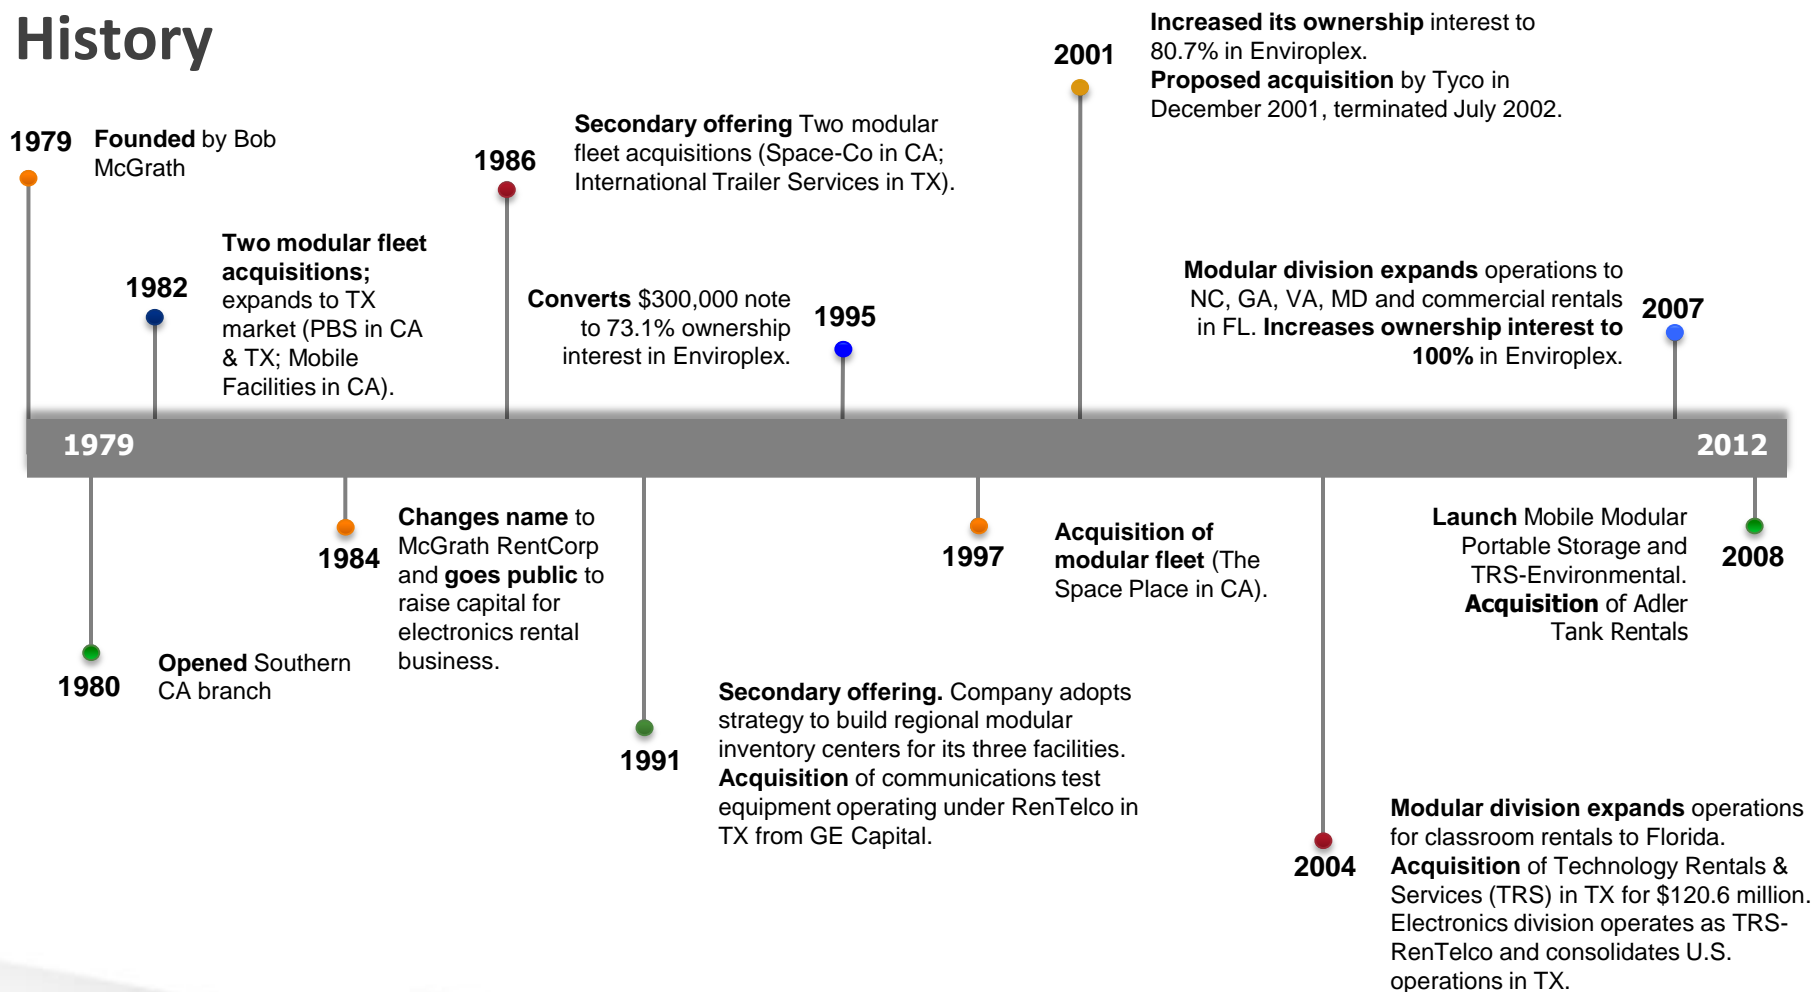 History
1979
Founded by Bob
McGrath
1982
Two modular fleet
acquisitions;
expands to TX
market (PBS in CA
& TX; Mobile
Facilities in CA).
1986
Secondary offering Two modular
fleet acquisitions (Space-Co in CA;
International Trailer Services in TX).
Converts $300,000 note
to 73.1% ownership
interest in Enviroplex.
1995
2001
Increased its ownership interest to
80.7% in Enviroplex.
Proposed acquisition by Tyco in
December 2001, terminated July 2002.
Modular division expands operations to
NC, GA, VA, MD and commercial rentals
in FL. Increases ownership interest to
100% in Enviroplex.
2007
1979
2012
1980
Opened Southern
CA branch
1984
Changes name to
McGrath RentCorp
and goes public to
raise capital for
electronics rental
business.
1991
Secondary offering. Company adopts
strategy to build regional modular
inventory centers for its three facilities.
Acquisition of communications test
equipment operating under RenTelco in
TX from GE Capital.
1997
Acquisition of
modular fleet (The
Space Place in CA).
2004
Modular division expands operations
for classroom rentals to Florida.
Acquisition of Technology Rentals &
Services (TRS) in TX for $120.6 million.
Electronics division operates as TRS-
RenTelco and consolidates U.S.
operations in TX.
Launch Mobile Modular
Portable Storage and
TRS-Environmental.
Acquisition of Adler
Tank Rentals
2008